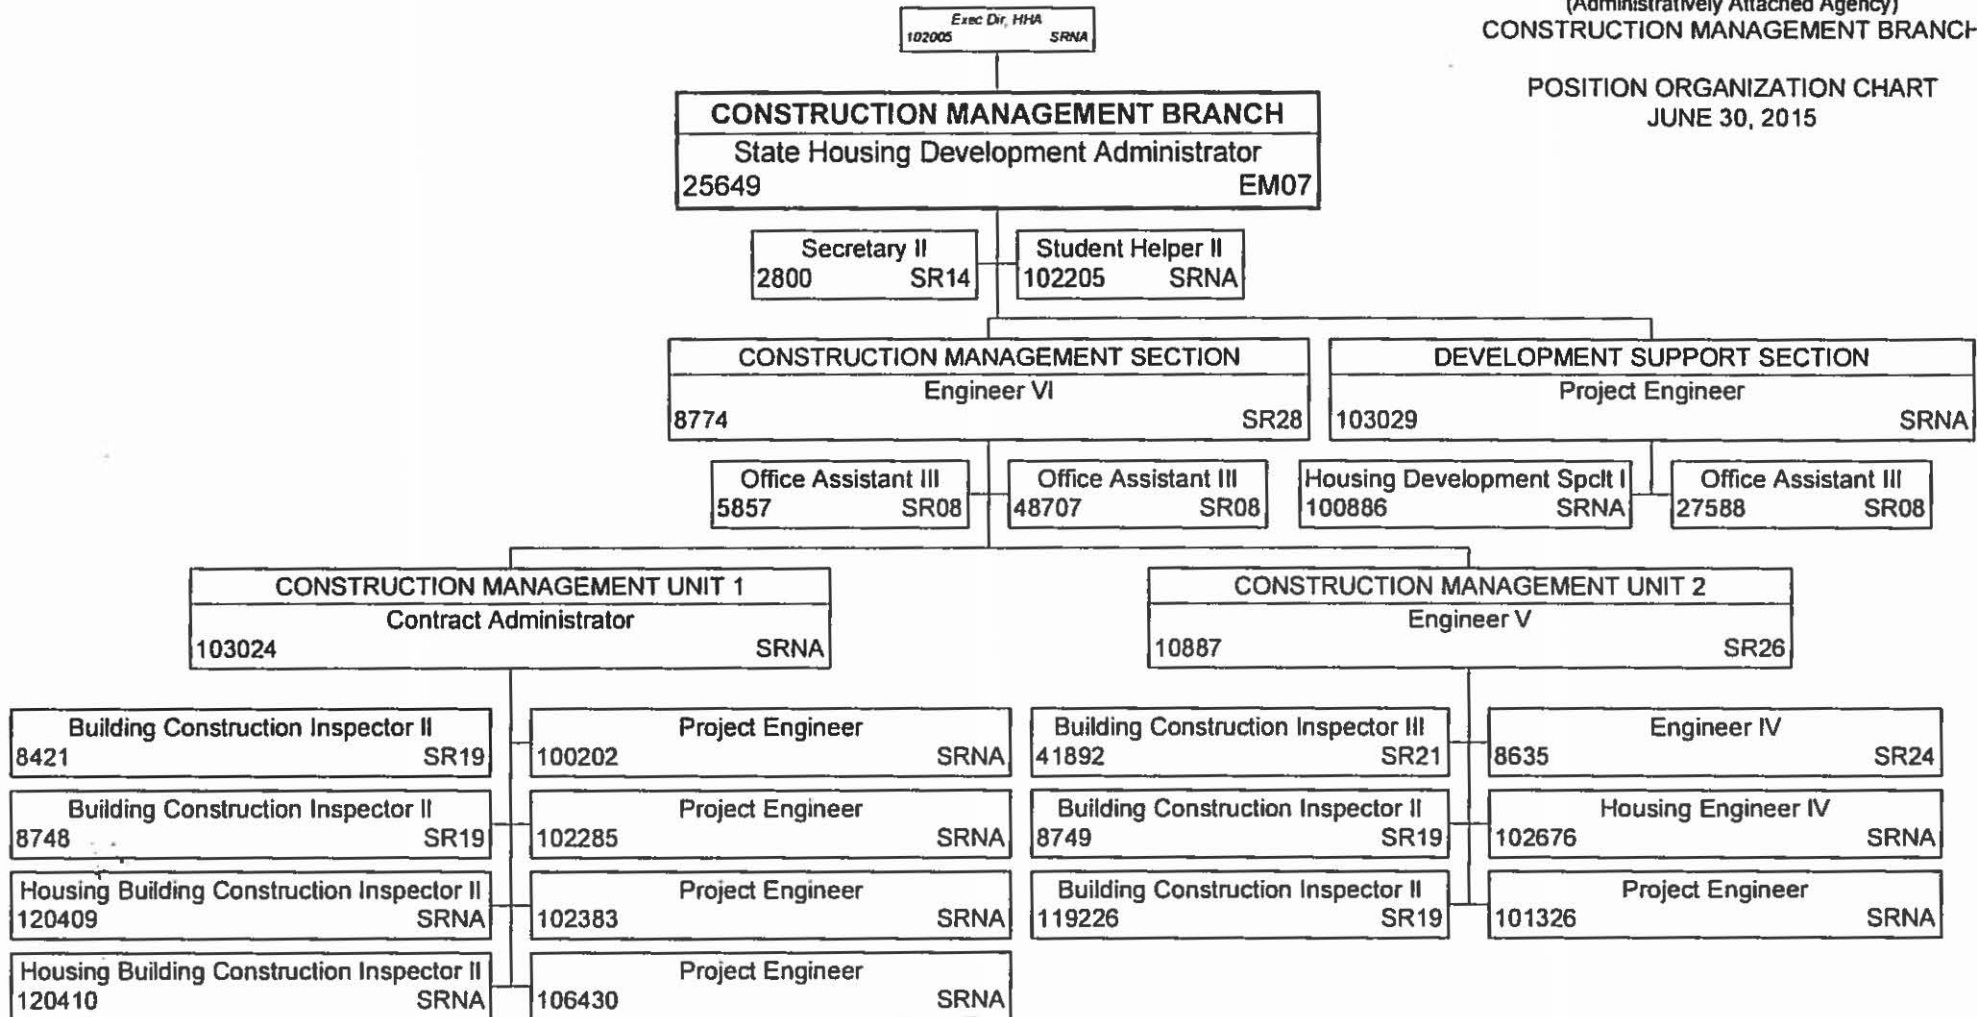 (Administratively Attached Agency)
CONSTRUCTION MANAGEMENT BRANCH
POSITION ORGANIZATION CHART
JUNE 30, 2015
Exec Dir, HHA
102005 SRNA
CONSTRUCTION MANAGEMENT BRANCH
State Housing Development Administrator
25649 EM07
Secretary II
2800 SR14
Student Helper II
102205 SRNA
CONSTRUCTION MANAGEMENT SECTION
Engineer VI
8774 SR28
DEVELOPMENT SUPPORT SECTION
Project Engineer
103029 SRNA
Office Assistant III
5857 SR08
Office Assistant III
48707 SR08
Housing Development Spclt I
100886 SRNA
Office Assistant III
27588 SR08
CONSTRUCTION MANAGEMENT UNIT 1
Contract Administrator
103024 SRNA
CONSTRUCTION MANAGEMENT UNIT 2
Engineer V
10887 SR26
Building Construction Inspector II
8421 SR19
Project Engineer
100202 SRNA
Building Construction Inspector III
41892 SR21
Engineer IV
8635 SR24
Building Construction Inspector II
8748 SR19
Project Engineer
102285 SRNA
Building Construction Inspector II
8749 SR19
Housing Engineer IV
102676 SRNA
Housing Building Construction Inspector II
120409 SRNA
Project Engineer
102383 SRNA
Building Construction Inspector II
119226 SR19
Project Engineer
101326 SRNA
Housing Building Construction Inspector II
120410 SRNA
Project Engineer
106430 SRNA